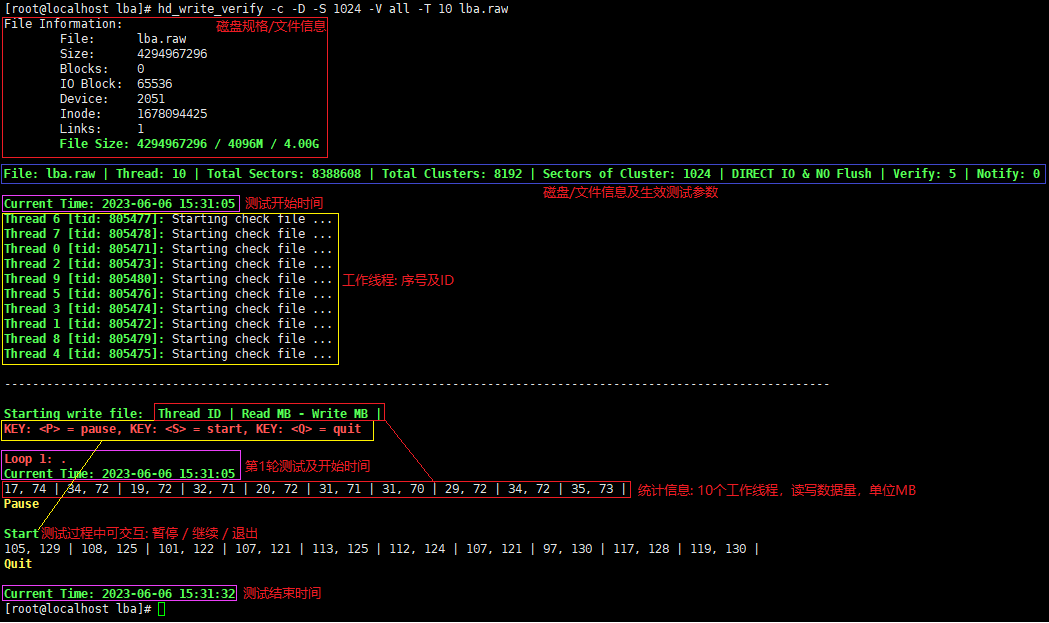 [root@localhost lba]# hd_write_verify -c -D -S 1024 -V all -T 10 lba.raw
File Information: 磁盘规格/文件信息
File: lba.raw
Size: 4294967296
Blocks: 0
IO Block: 65536
Device: 2051
Inode: 1678094425
Links: 1
File Size: 4294967296 / 4096M / 4.00G
File: lba.raw | Thread: 10 | Total Sectors: 8388608 | Total Clusters: 8192 | Sectors of Cluster: 1024 | DIRECT IO & NO Flush | Verify: 5 | Notify: 0
磁盘/文件信息及生效测试参数
Current Time: 2023-06-06 15:31:05 测试开始时间
Thread 6 [tid: 805477]: Starting check file ...
Thread 7 [tid: 805478]: Starting check file ...
Thread 0 [tid: 805471]: Starting check file ...
Thread 2 [tid: 805473]: Starting check file ...
Thread 9 [tid: 805480]: Starting check file ... 工作线程: 序号及ID
Thread 5 [tid: 805476]: Starting check file ...
Thread 3 [tid: 805474]: Starting check file ...
Thread 1 [tid: 805472]: Starting check file ...
Thread 8 [tid: 805479]: Starting check file ...
Thread 4 [tid: 805475]: Starting check file ...
----------------------------------------------------------------------------------------------------------------------
Starting write file: Thread ID | Read MB - Write MB |
KEY: <P> = pause, KEY: <S> = start, KEY: <Q> = quit
Loop 1: .
Current Time: 2023-06-06 15:31:05 第1轮测试及开始时间
17, 74 | 34, 72 | 19, 72 | 32, 71 | 20, 72 | 31, 71 | 31, 70 | 29, 72 | 34, 72 | 35, 73 | 统计信息: 10个工作线程，读写数据量，单位MB
Pause
Start 测试过程中可交互: 暂停 / 继续 / 退出
105, 129 | 108, 125 | 101, 122 | 107, 121 | 113, 125 | 112, 124 | 107, 121 | 97, 130 | 117, 128 | 119, 130 |
Quit
Current Time: 2023-06-06 15:31:32 测试结束时间
[root@localhost lba]#